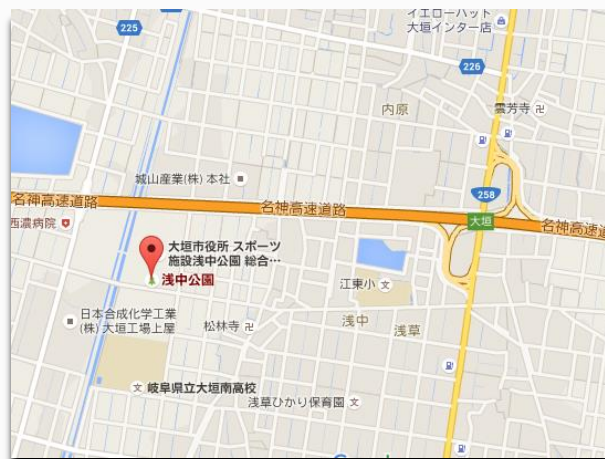 イエローハット
大垣インター店
225
226
雲芳寺
内原
城山産業(株) 本社
258
名神高速道路
名神高速道路
大垣
名神高速道
西濃病院
大垣市役所 スポーツ
施設浅中公園 総合…
浅中公園
江東小
文
日本合成化学工業
(株) 大垣工場上屋
松林寺
浅中
浅草
文
岐阜県立大垣南高校
浅草ひかり保育園
文